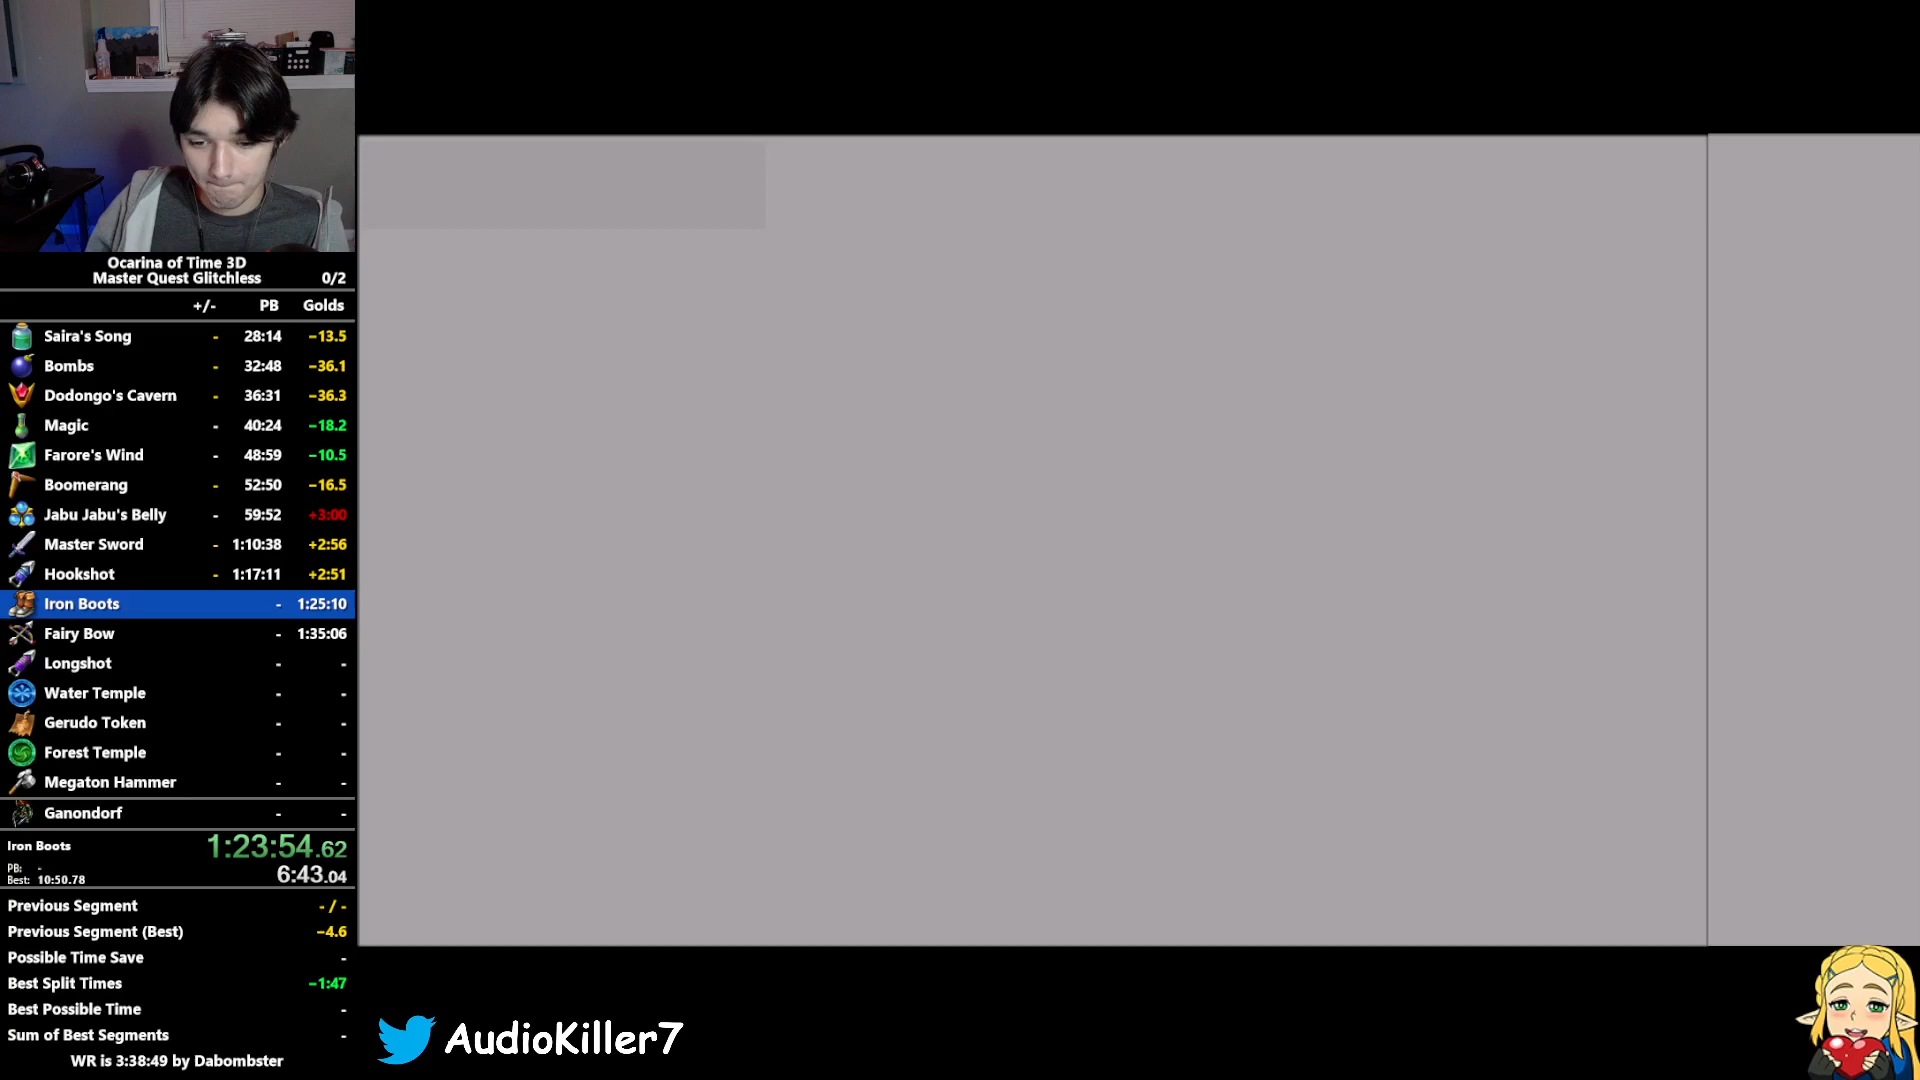 Ocarina of Time 3D
Master Quest Glitchless 0/2
+/- PB Golds
Saira's Song - 28:14 −13.5
Bombs - 32:48 −36.1
Dodongo's Cavern - 36:31 −36.3
Magic - 40:24 −18.2
Farore's Wind - 48:59 −10.5
Boomerang - 52:50 −16.5
Jabu Jabu's Belly - 59:52 +3:00
Master Sword - 1:10:38 +2:56
Hookshot - 1:17:11 +2:51
Iron Boots - 1:25:10
Fairy Bow - 1:35:06
Longshot - -
Water Temple - -
Gerudo Token - -
Forest Temple - -
Megaton Hammer - -
Ganondorf - -
Iron Boots 1:23:54.62
PB: -
Best: 10:50.78 6:43.04
Previous Segment - / -
Previous Segment (Best) −4.6
Possible Time Save -
Best Split Times −1:47
Best Possible Time -
Sum of Best Segments -
WR is 3:38:49 by Dabombster
AudioKiller7